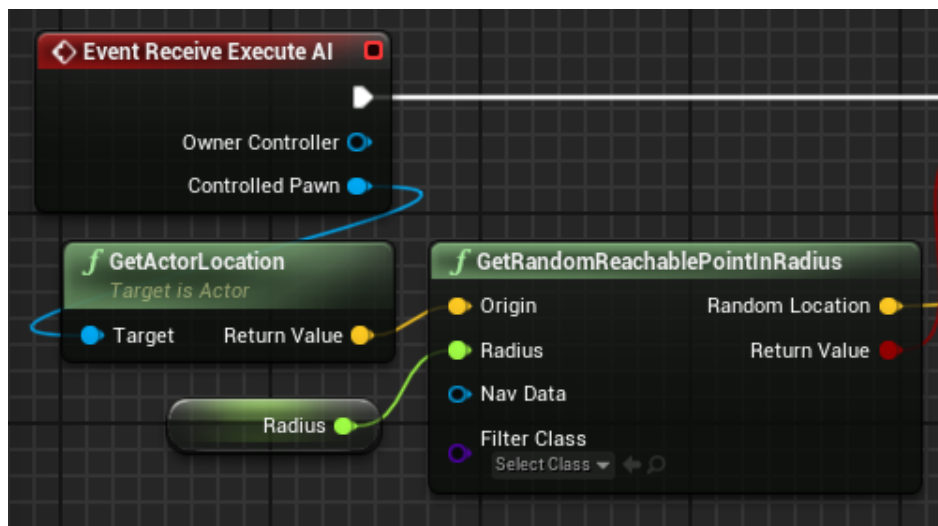 Event Receive Execute AI
Owner Controller
Controlled Pawn
f GetActorLocation
Target is Actor
Target
Return Value
Radius
f GetRandomReachablePointInRadius
Origin
Random Location
Radius
Return Value
Nav Data
Filter Class
Select Class